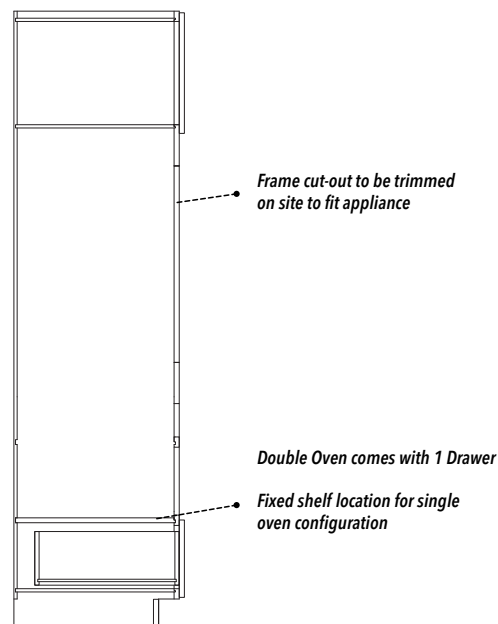 Frame cut-out to be trimmed
on site to fit appliance
Double Oven comes with 1 Drawer
Fixed shelf location for single
oven configuration